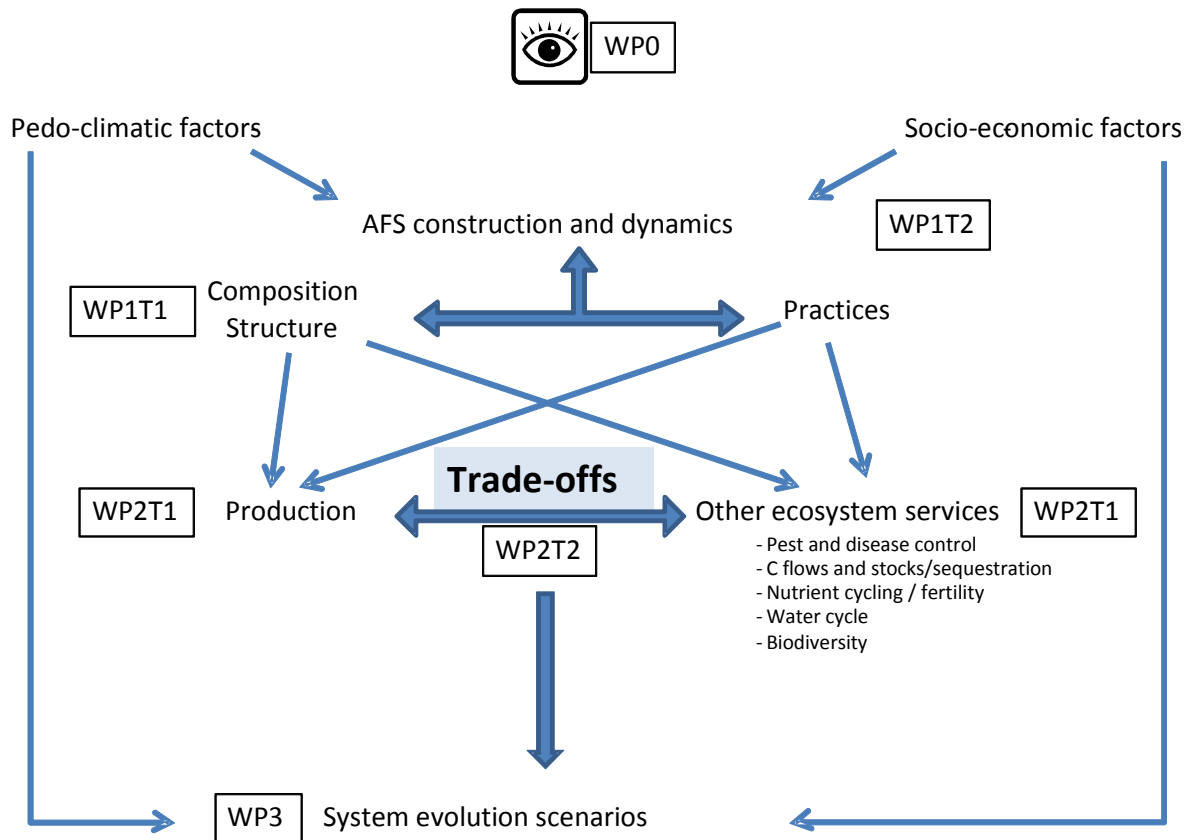 WP0
Pedo-climatic factors
Socio-economic factors
AFS construction and dynamics
WP1T2
WP1T1
Composition
Structure
Practices
Trade-offs
WP2T1
Production
Other ecosystem services
WP2T1
WP2T2
- Pest and disease control
- C flows and stocks/sequestration
- Nutrient cycling / fertility
- Water cycle
- Biodiversity
WP3
System evolution scenarios